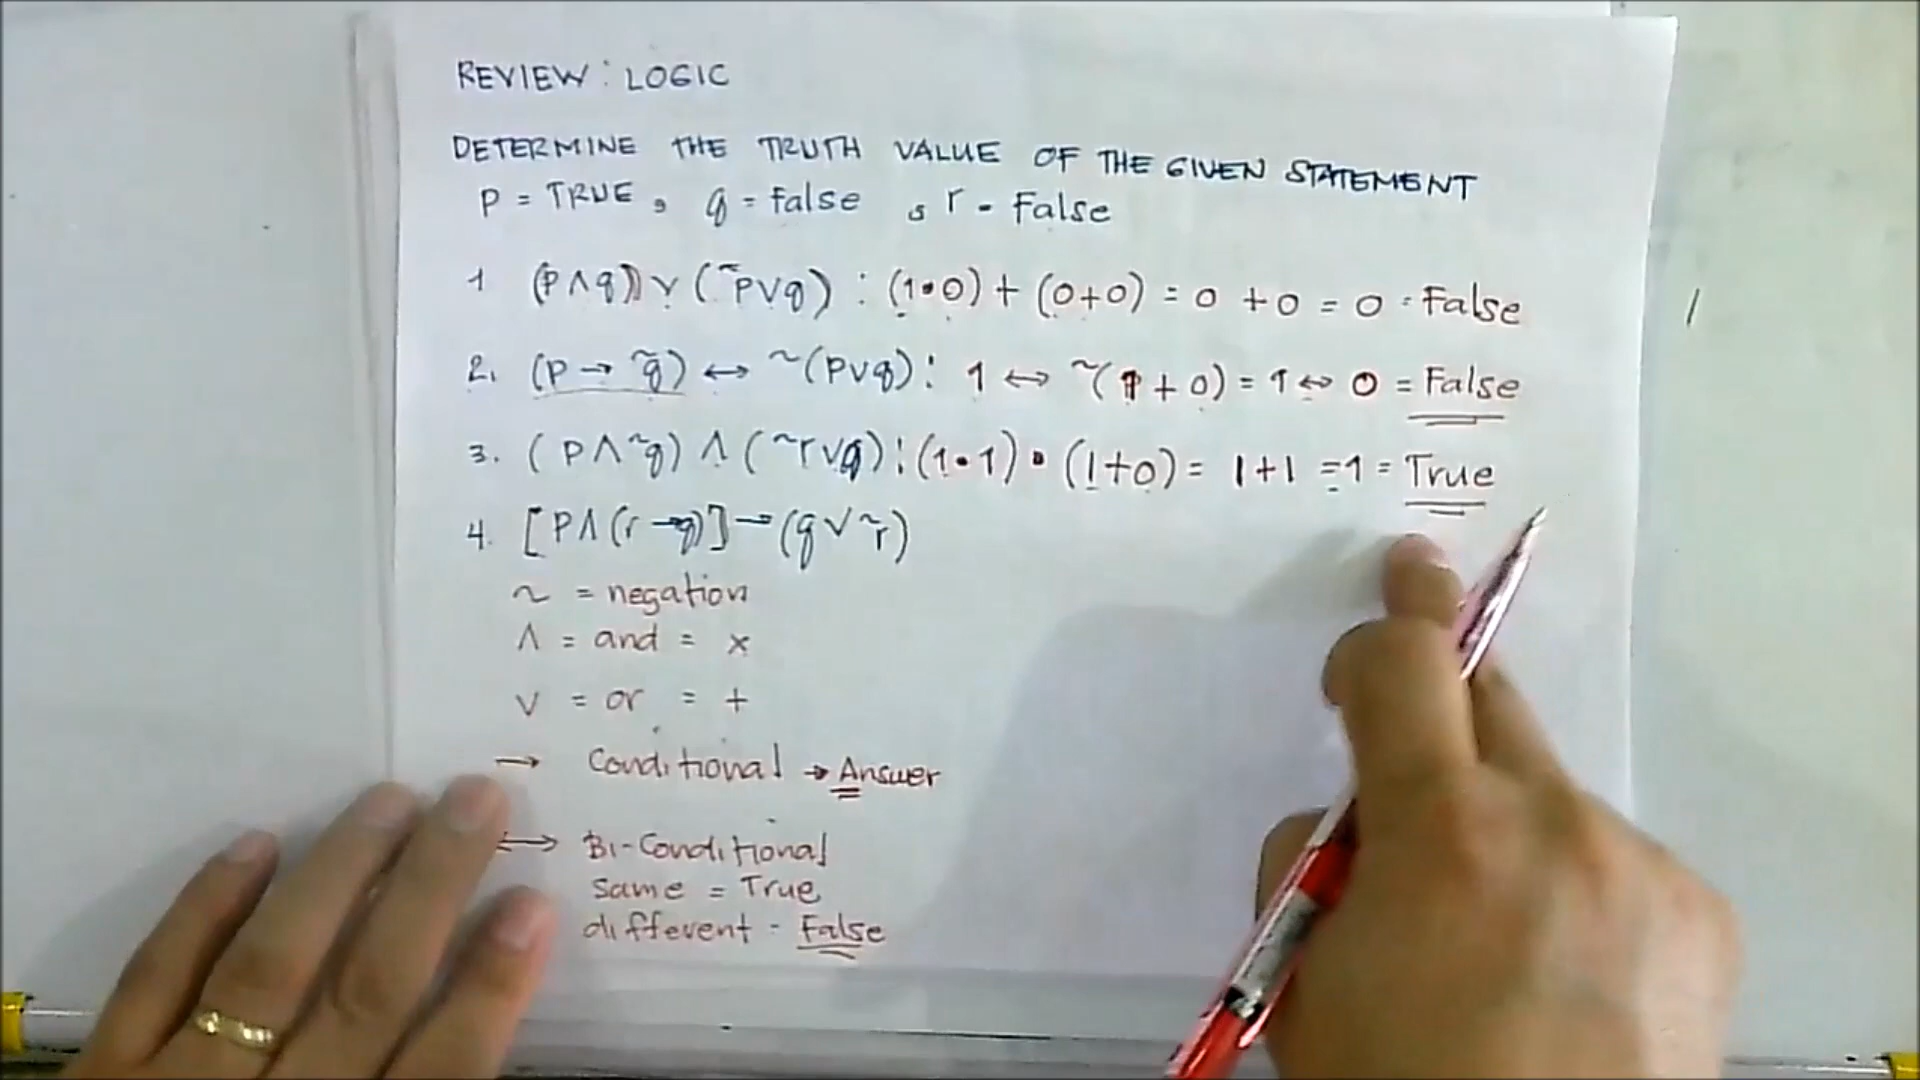 REVIEW : LOGIC
DETERMINE THE TRUTH VALUE OF THE GIVEN STATEMENT
P = TRUE , q = false , r = False
1 (P∧q) ∨ (~P∨q) : (1•0) + (0+0) = 0 + 0 = 0 = False
2. (P → ~q) ↔ ~(P∨q) : 1 ↔ ~(1 + 0) = 1 ↔ 0 = False
3. (P∧~q) ∧ (~r∨q) : (1•1) • (1+0) = 1+1 = 1 = True
4. [P∧(r→q)] → (q∨~r)
~ = negation
∧ = and = x
∨ = or = +
→ Conditional → Answer
↔ Bi-Conditional
same = True
different - False